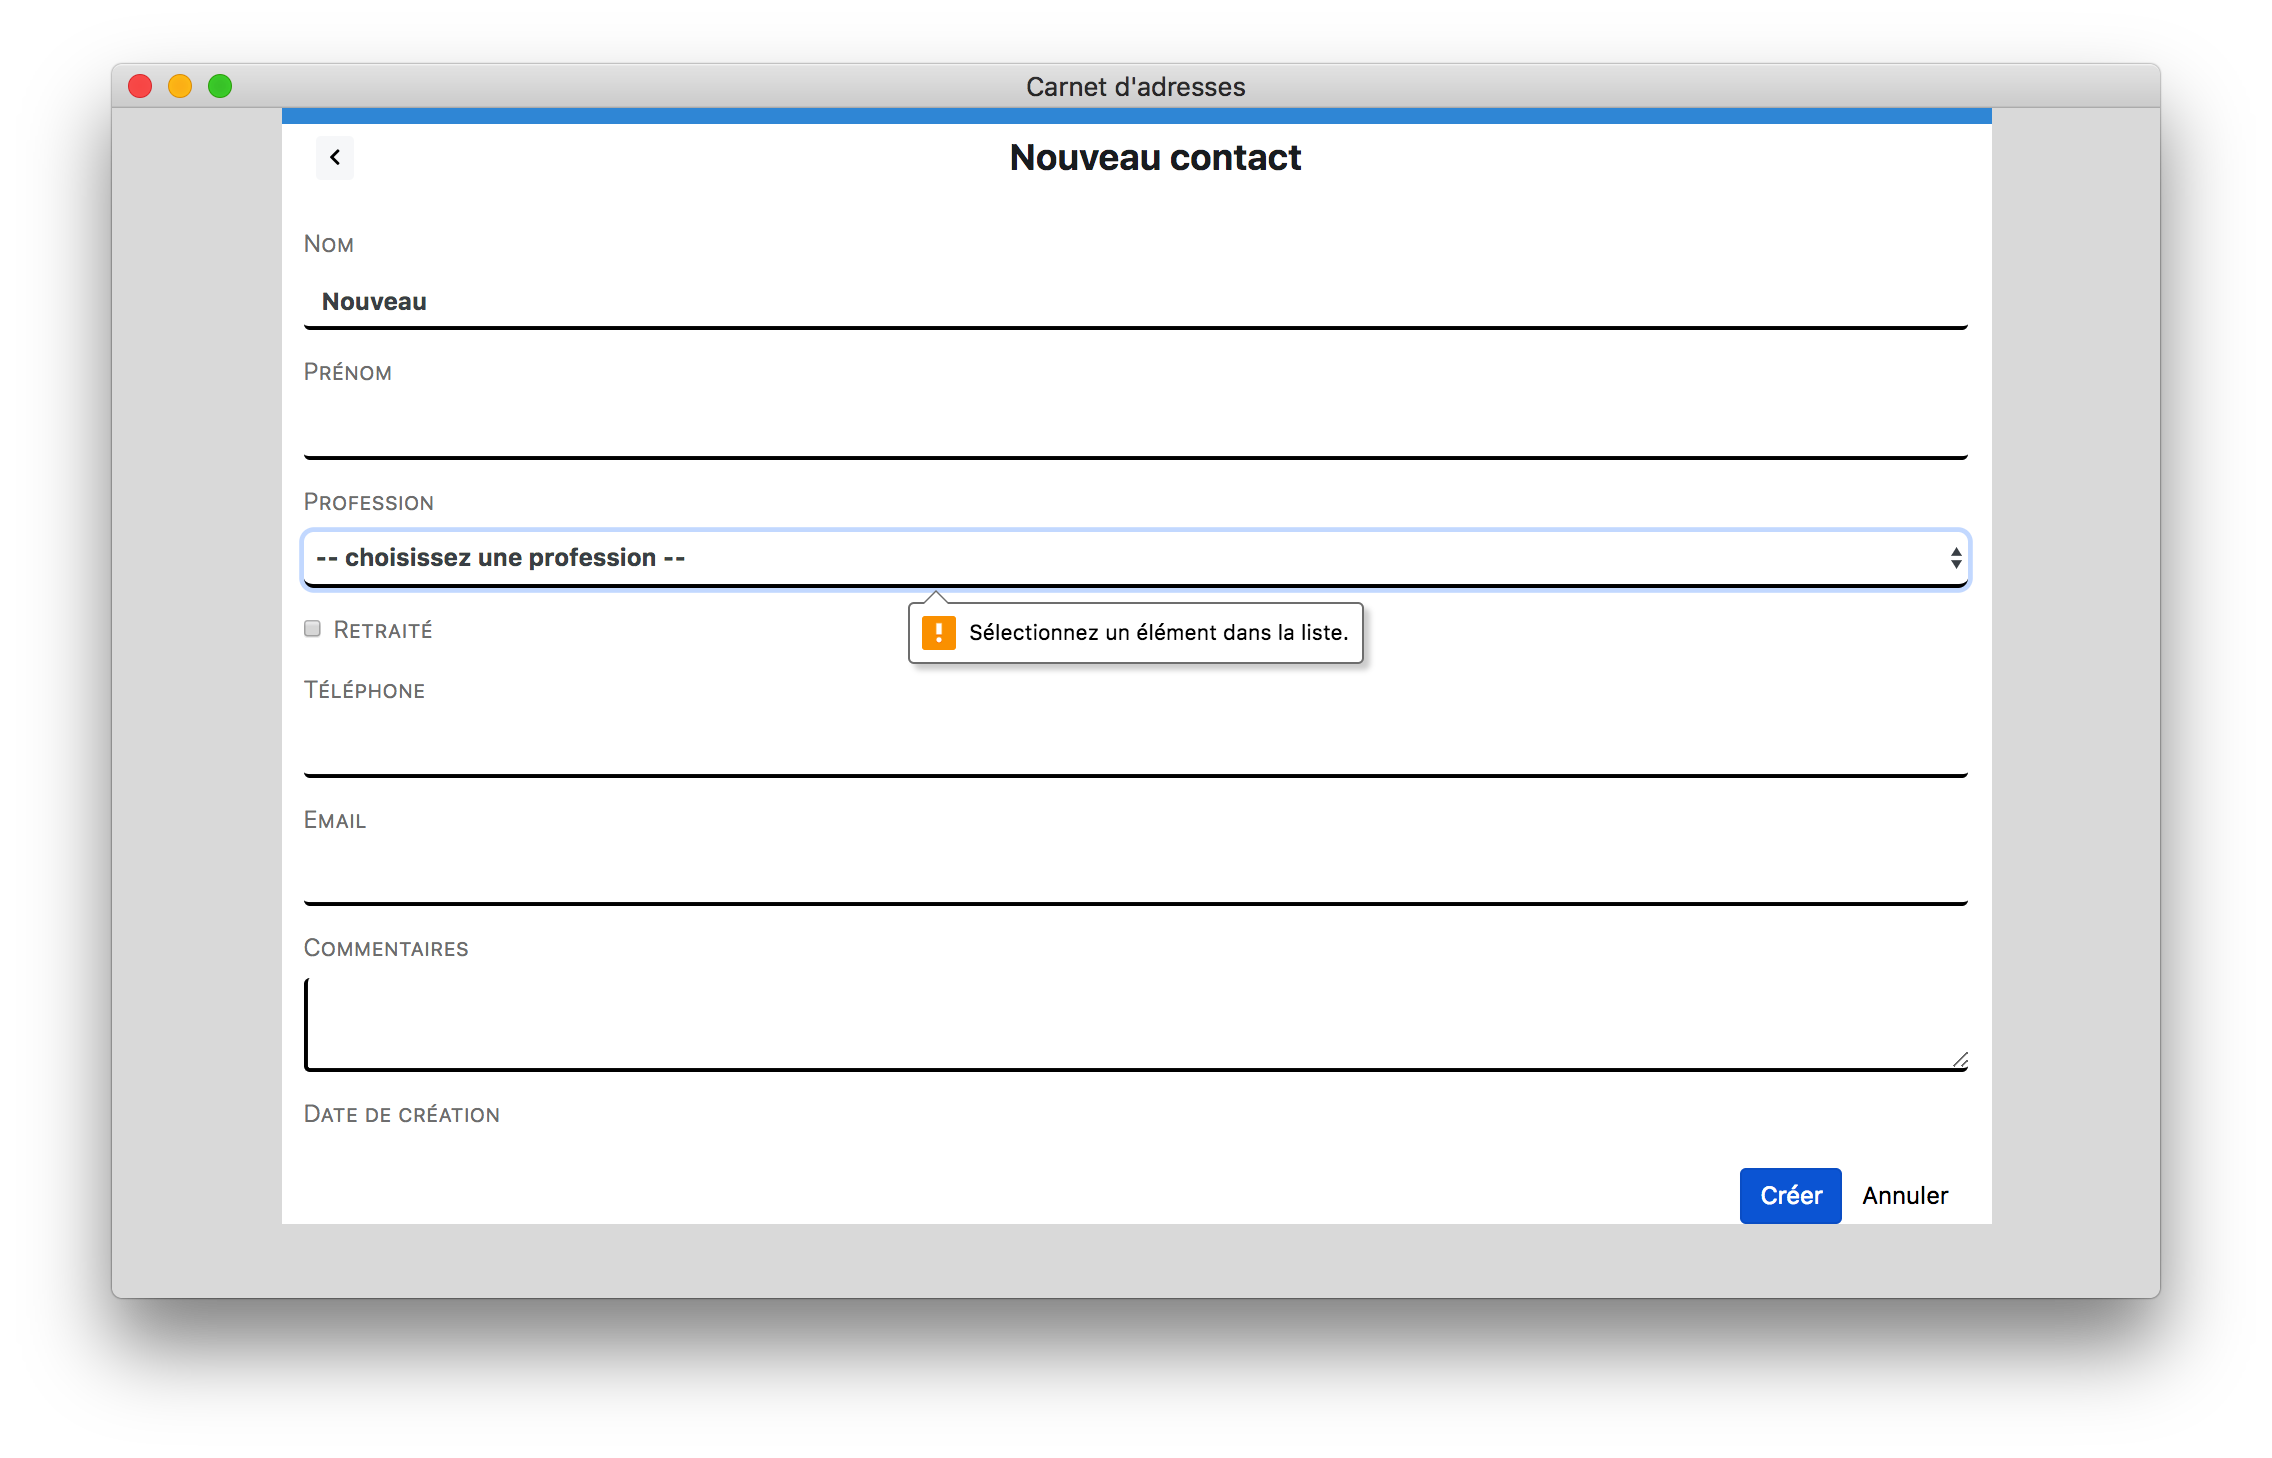 Carnet d'adresses
Nouveau contact
Nom
Nouveau
Prénom
Profession
-- choisissez une profession --
Sélectionnez un élément dans la liste.
Retraité
Téléphone
Email
Commentaires
Date de création
Créer Annuler